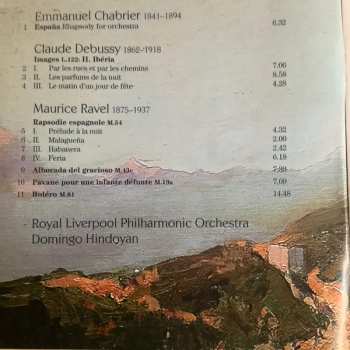 Emmanuel Chabrier 1841–1894
1 España Rhapsody for orchestra 6.32
Claude Debussy 1862–1918
Images L.122: II. Ibéria
2 I. Par les rues et par les chemins 7.06
3 II. Les parfums de la nuit 8.58
4 III. Le matin d'un jour de fête 4.28
Maurice Ravel 1875–1937
Rapsodie espagnole M.54
5 I. Prélude à la nuit 4.32
6 II. Malagueña 2.00
7 III. Habanera 2.42
8 IV. Feria 6.18
9 Alborada del gracioso M.43c
10 Pavane pour une infante défunte M.19a 7.00
11 Boléro M.81 14.48
Royal Liverpool Philharmonic Orchestra
Domingo Hindoyan